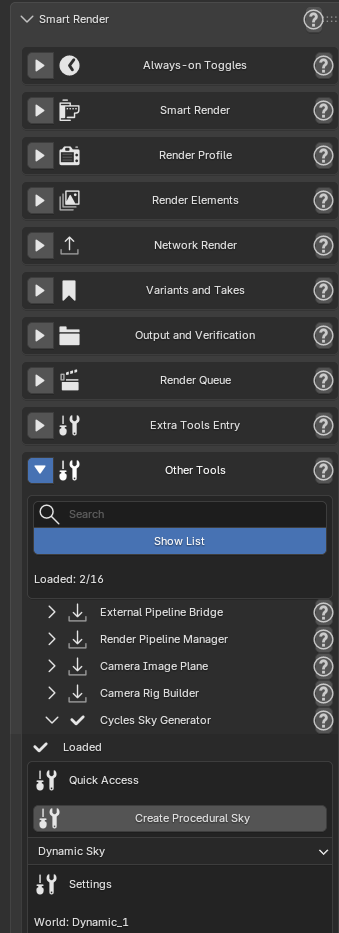 Smart Render
Always-on Toggles
Smart Render
Render Profile
Render Elements
Network Render
Variants and Takes
Output and Verification
Render Queue
Extra Tools Entry
Other Tools
Search
Show List
Loaded: 2/16
External Pipeline Bridge
Render Pipeline Manager
Camera Image Plane
Camera Rig Builder
Cycles Sky Generator
Loaded
Quick Access
Create Procedural Sky
Dynamic Sky
Settings
World: Dynamic_1